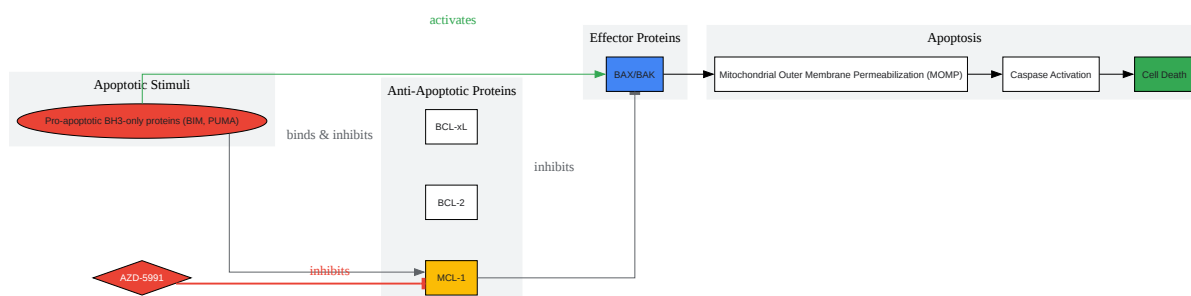 activates
Effector Proteins
Apoptosis
BAX/BAK
Mitochondrial Outer Membrane Permeabilization (MOMP)
Caspase Activation
Cell Death
Apoptotic Stimuli
Pro-apoptotic BH3-only proteins (BIM, PUMA)
Anti-Apoptotic Proteins
BCL-xL
binds & inhibits
inhibits
BCL-2
AZD-5991
inhibits
MCL-1